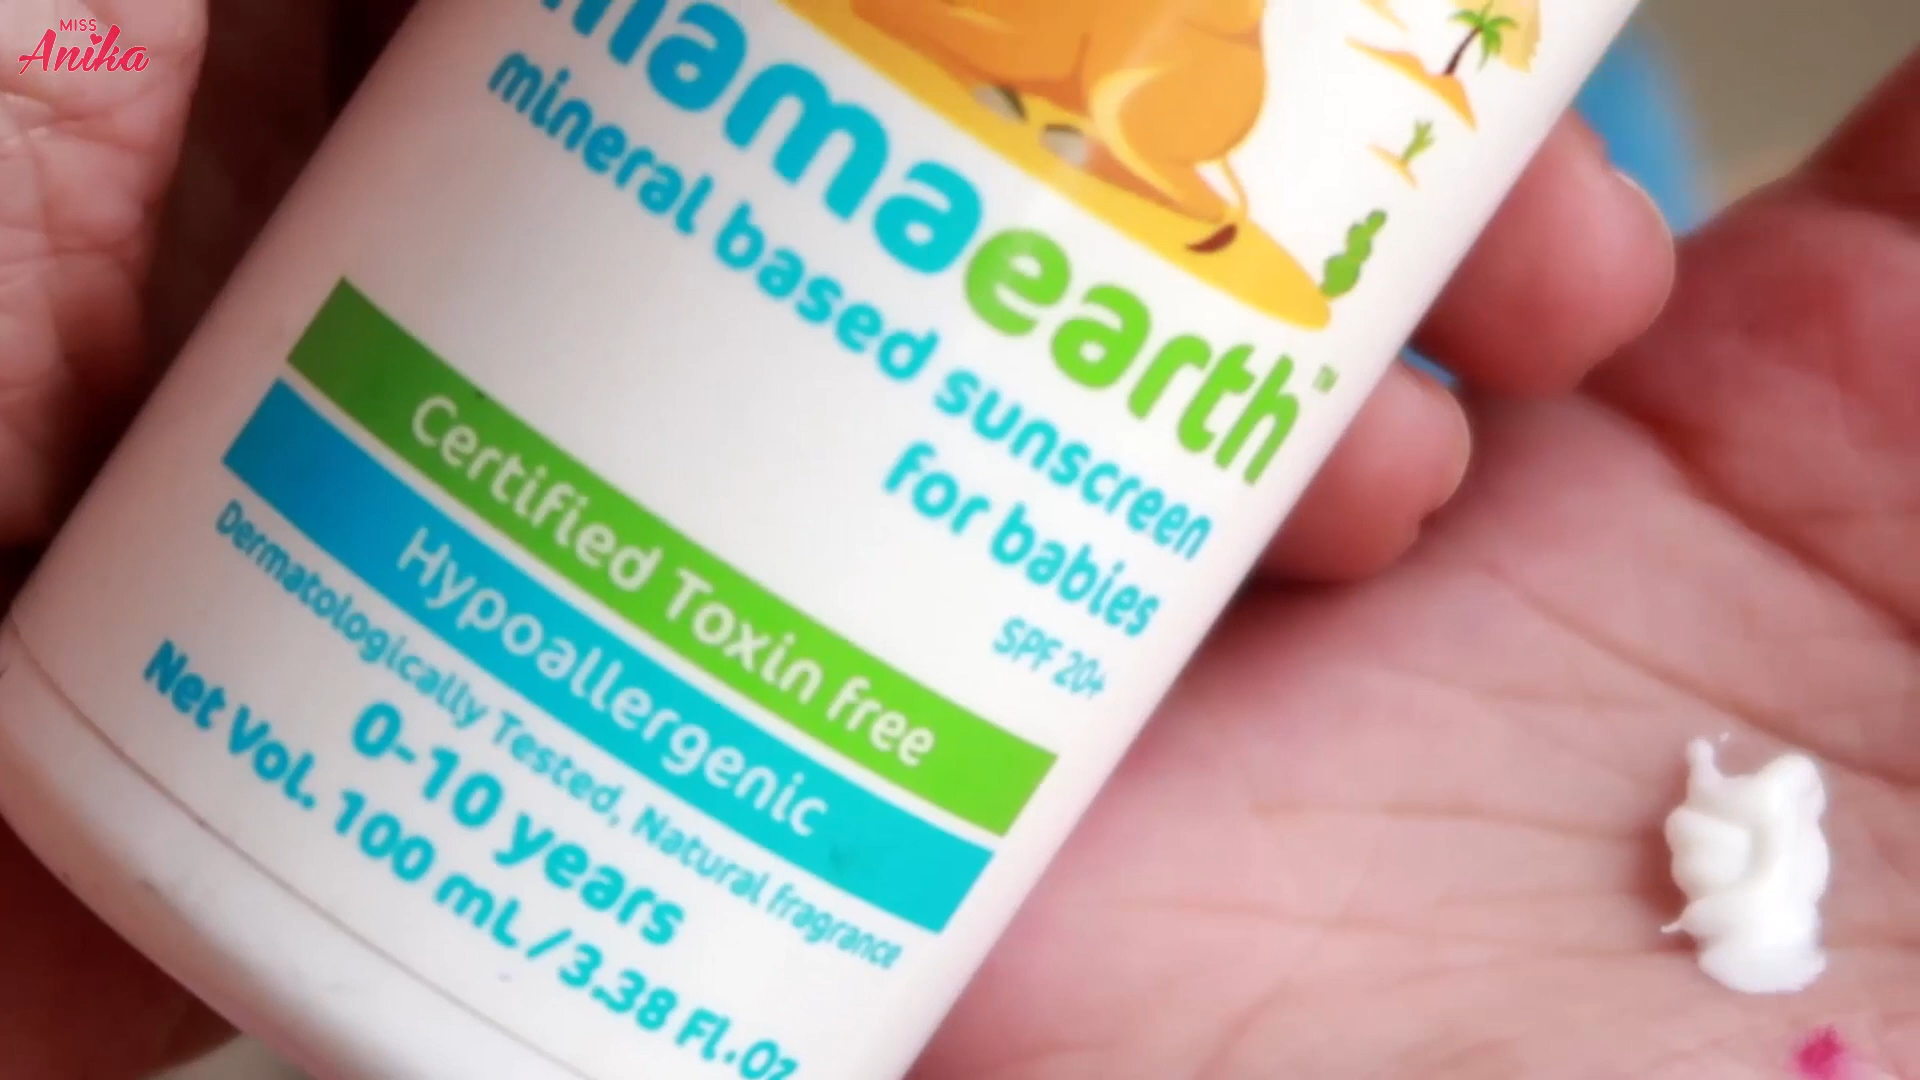 MISS
Anika
mamaearth™
mineral based sunscreen
for babies
SPF 20+
Certified Toxin free
Hypoallergenic
Dermatologically Tested, Natural fragrance
0-10 years
Net Vol. 100 mL/3.38 Fl.Oz